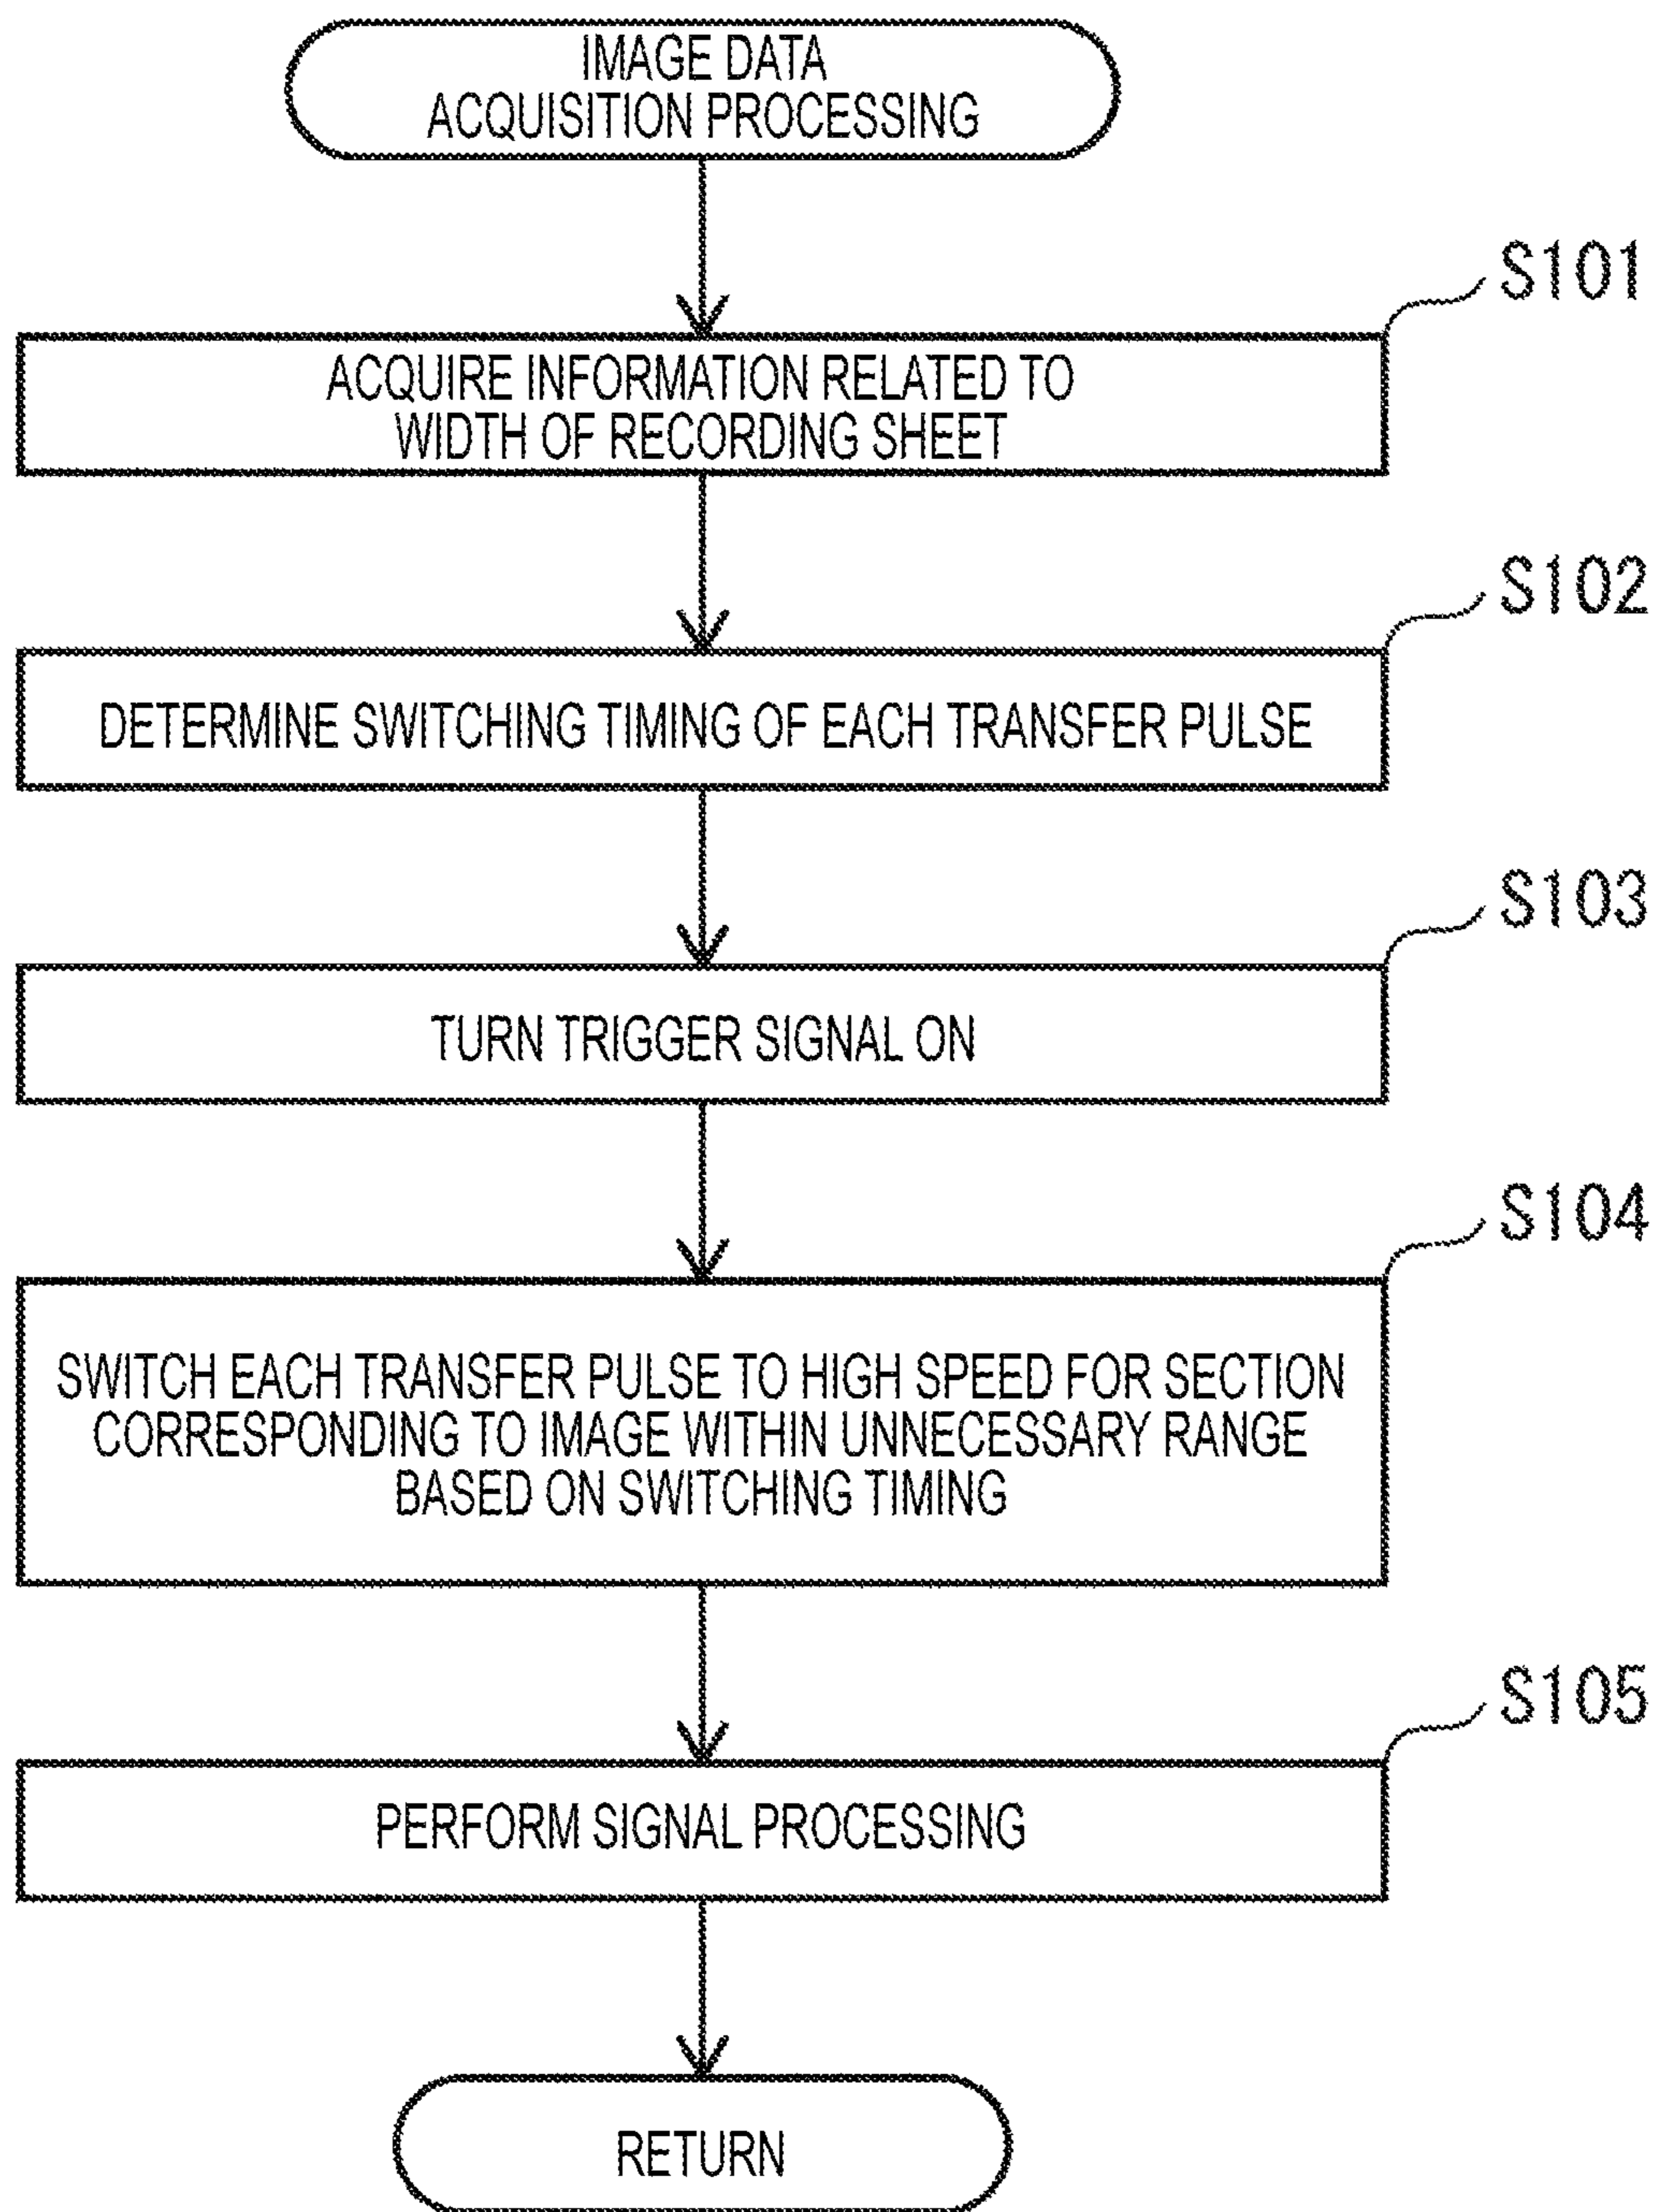 IMAGE DATA
ACQUISITION PROCESSING
S101
ACQUIRE INFORMATION RELATED TO
WIDTH OF RECORDING SHEET
S102
DETERMINE SWITCHING TIMING OF EACH TRANSFER PULSE
S103
TURN TRIGGER SIGNAL ON
S104
SWITCH EACH TRANSFER PULSE TO HIGH SPEED FOR SECTION
CORRESPONDING TO IMAGE WITHIN UNNECESSARY RANGE
BASED ON SWITCHING TIMING
S105
PERFORM SIGNAL PROCESSING
RETURN